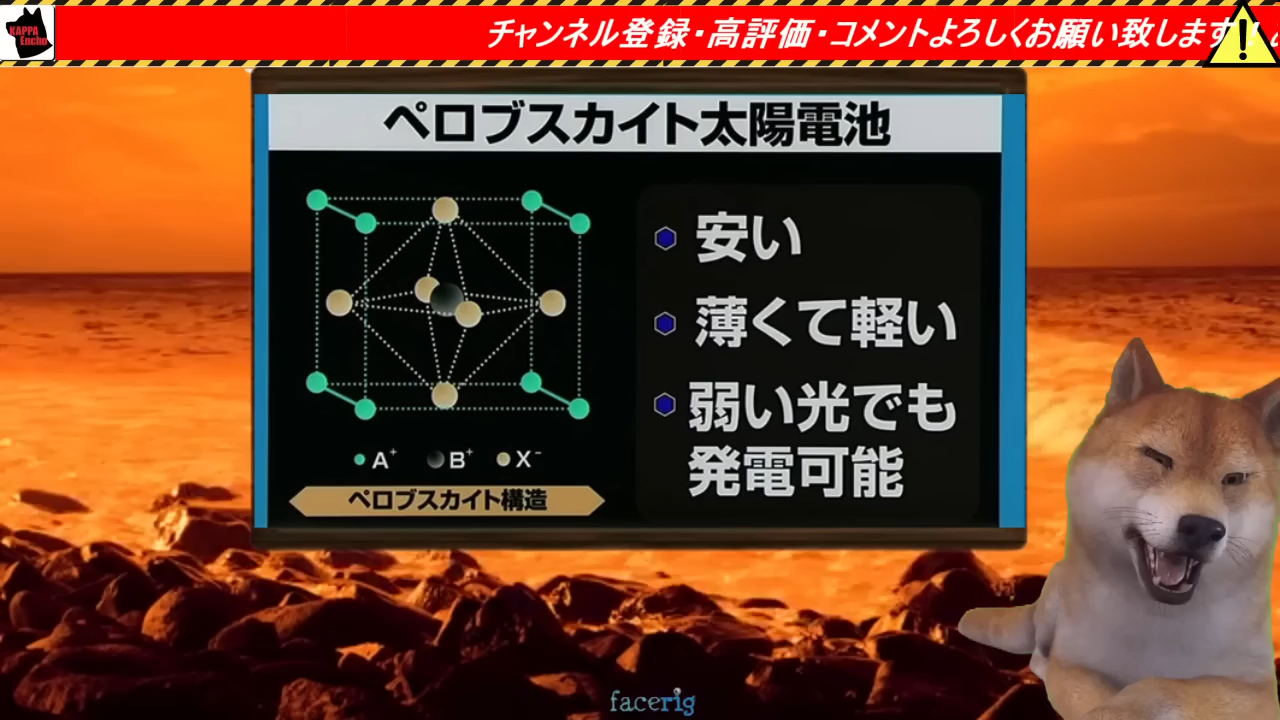 KAPPA
Encho
チャンネル登録・高評価・コメントよろしくお願い致します
ペロブスカイト太陽電池
安い
薄くて軽い
弱い光でも
発電可能
A⁺ B⁺ X⁻
ペロブスカイト構造
facerig